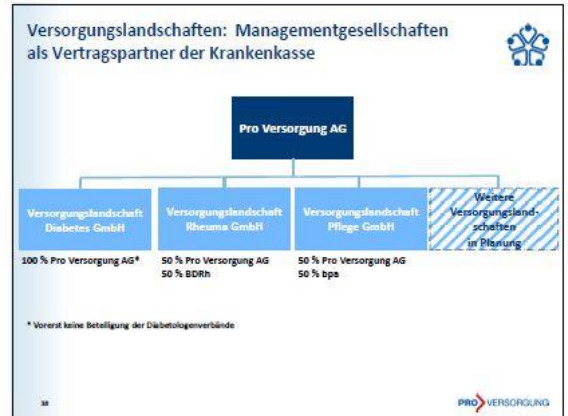 Versorgungslandschaften: Managementgesellschaften
als Vertragspartner der Krankenkasse
Pro Versorgung AG
Versorgungslandschaft
Diabetes GmbH
Versorgungslandschaft
Rheuma GmbH
Versorgungslandschaft
Pflege GmbH
Weitere
Versorgungsland-
schaften
in Planung
100 % Pro Versorgung AG*
50 % Pro Versorgung AG
50 % BDRh
50 % Pro Versorgung AG
50 % bpa
* Vorerst keine Beteiligung der Diabetologenverbände
PRO VERSORGUNG